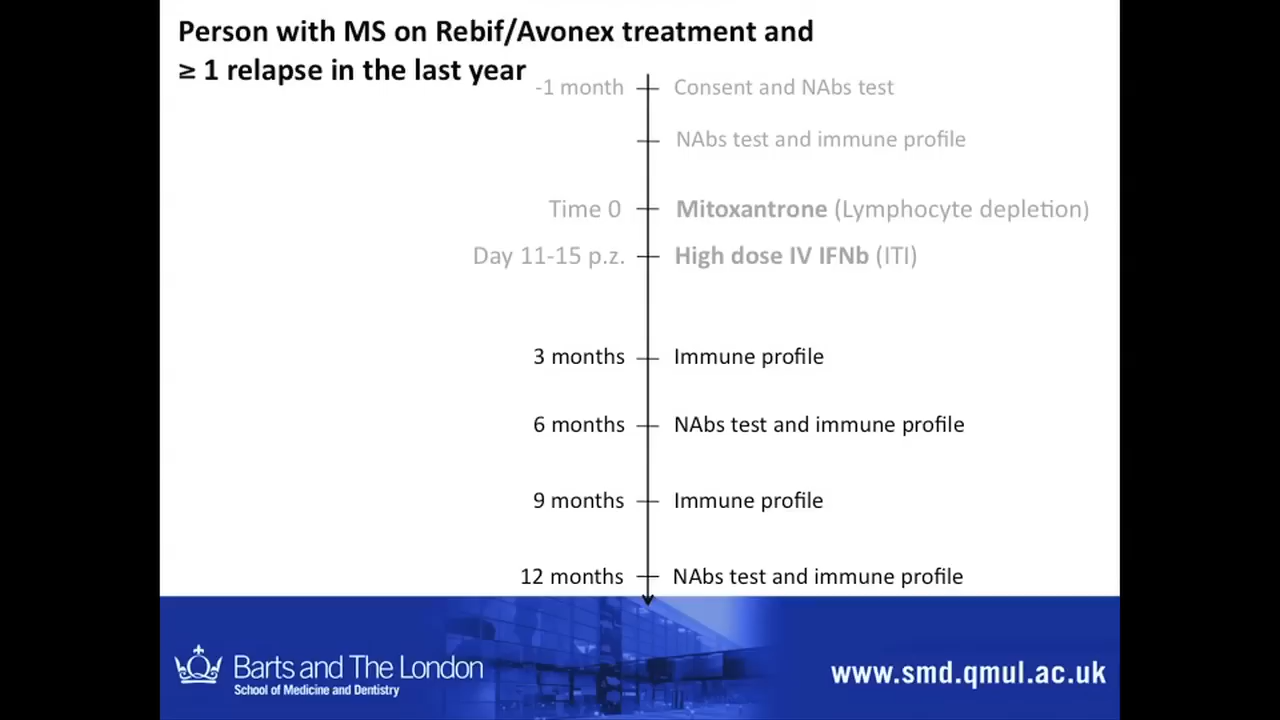 Person with MS on Rebif/Avonex treatment and
≥ 1 relapse in the last year
-1 month Consent and NAbs test
NAbs test and immune profile
Time 0 Mitoxantrone (Lymphocyte depletion)
Day 11-15 p.z. High dose IV IFNb (ITI)
3 months Immune profile
6 months NAbs test and immune profile
9 months Immune profile
12 months NAbs test and immune profile
Barts and The London
School of Medicine and Dentistry
www.smd.qmul.ac.uk